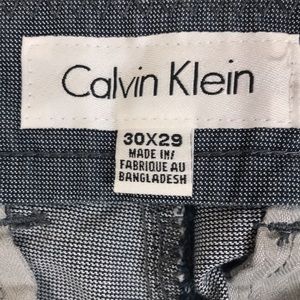 Calvin Klein
30X29
MADE IN/
FABRIQUE AU
BANGLADESH